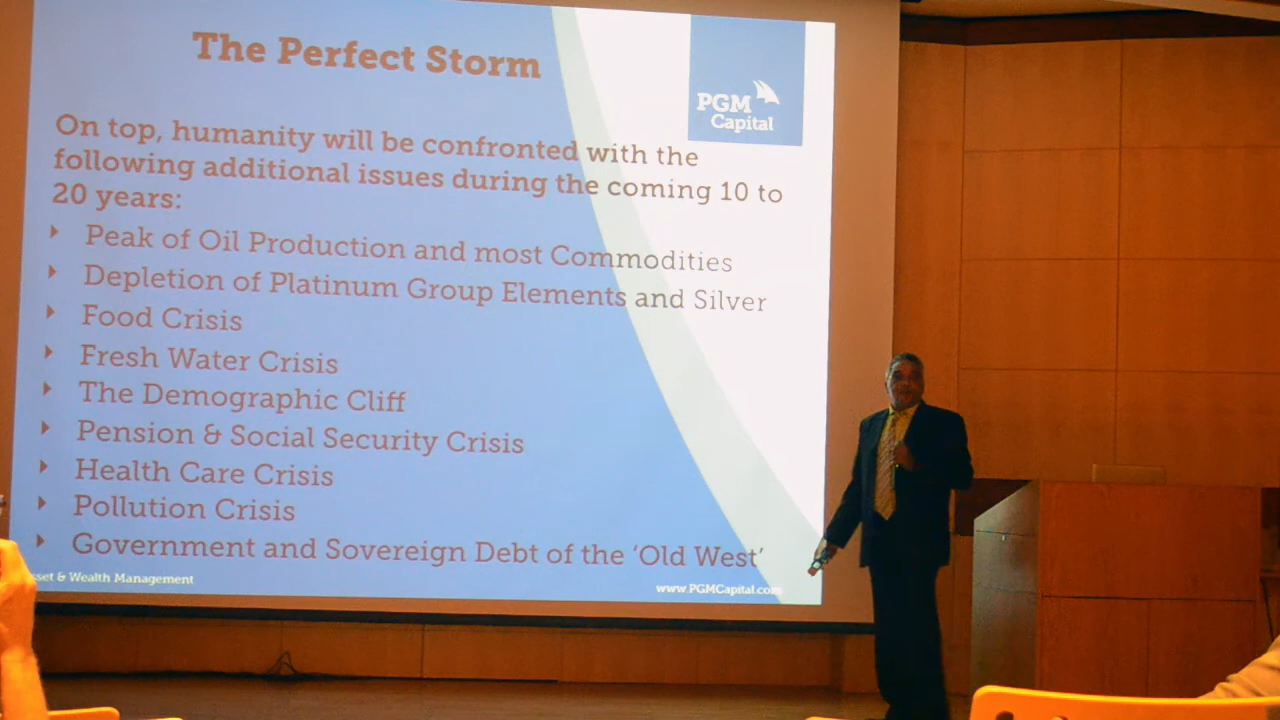 The Perfect Storm
PGM
Capital
On top, humanity will be confronted with the
following additional issues during the coming 10 to
20 years:
Peak of Oil Production and most Commodities
Depletion of Platinum Group Elements and Silver
Food Crisis
Fresh Water Crisis
The Demographic Cliff
Pension & Social Security Crisis
Health Care Crisis
Pollution Crisis
Government and Sovereign Debt of the ‘Old West’
& Wealth Management
www.PGMCapital.com